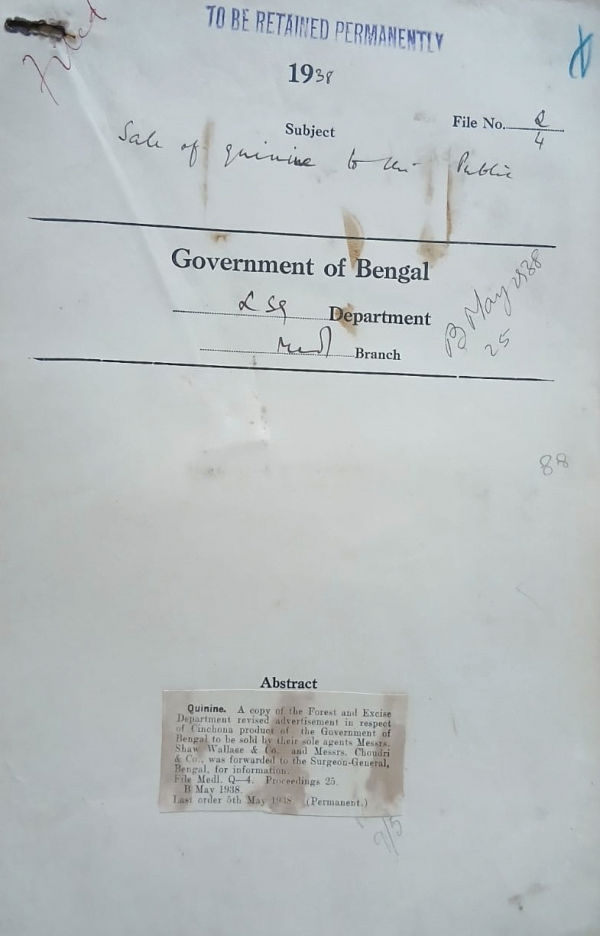 TO BE RETAINED PERMANENTLY
1938
Subject
File No. Q/4
Sale of quinine to the Public
Government of Bengal
LSG Department
Medl Branch
B May 1938
25
88
Abstract
Quinine. A copy of the Forest and Excise
Department revised advertisement in respect
of Cinchona product of the Government of
Bengal to be sold by their sole agents Messrs.
Shaw Wallase & Co. and Messrs. Choudri
& Co., was forwarded to the Surgeon-General,
Bengal, for information.
File Medl. Q—4. Proceedings 25.
B May 1938.
Last order 5th May 1938 (Permanent.)